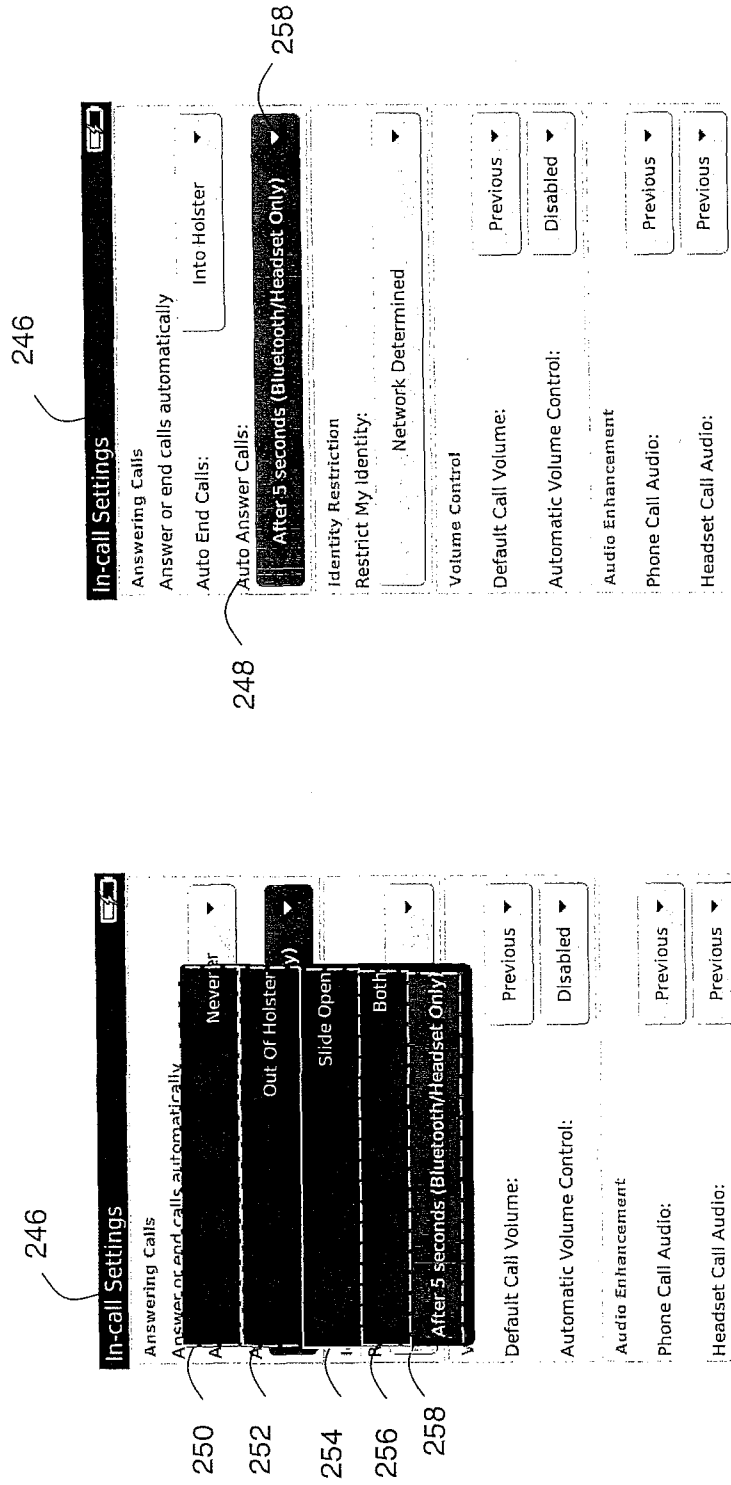 246
In-call Settings
Answering Calls
Answer or end calls automatically
250
Never
252
Out Of Holster
254
Slide Open
256
Both
258
After 5 seconds (Bluetooth/Headset Only)
Default Call Volume: Previous
Automatic Volume Control: Disabled
Audio Enhancement
Phone Call Audio: Previous
Headset Call Audio: Previous
246
In-call Settings
Answering Calls
Answer or end calls automatically
Auto End Calls: Into Holster
248
Auto Answer Calls:
After 5 seconds (Bluetooth/Headset Only)
258
Identity Restriction
Restrict My Identity:
Network Determined
Volume Control
Default Call Volume: Previous
Automatic Volume Control: Disabled
Audio Enhancement
Phone Call Audio: Previous
Headset Call Audio: Previous